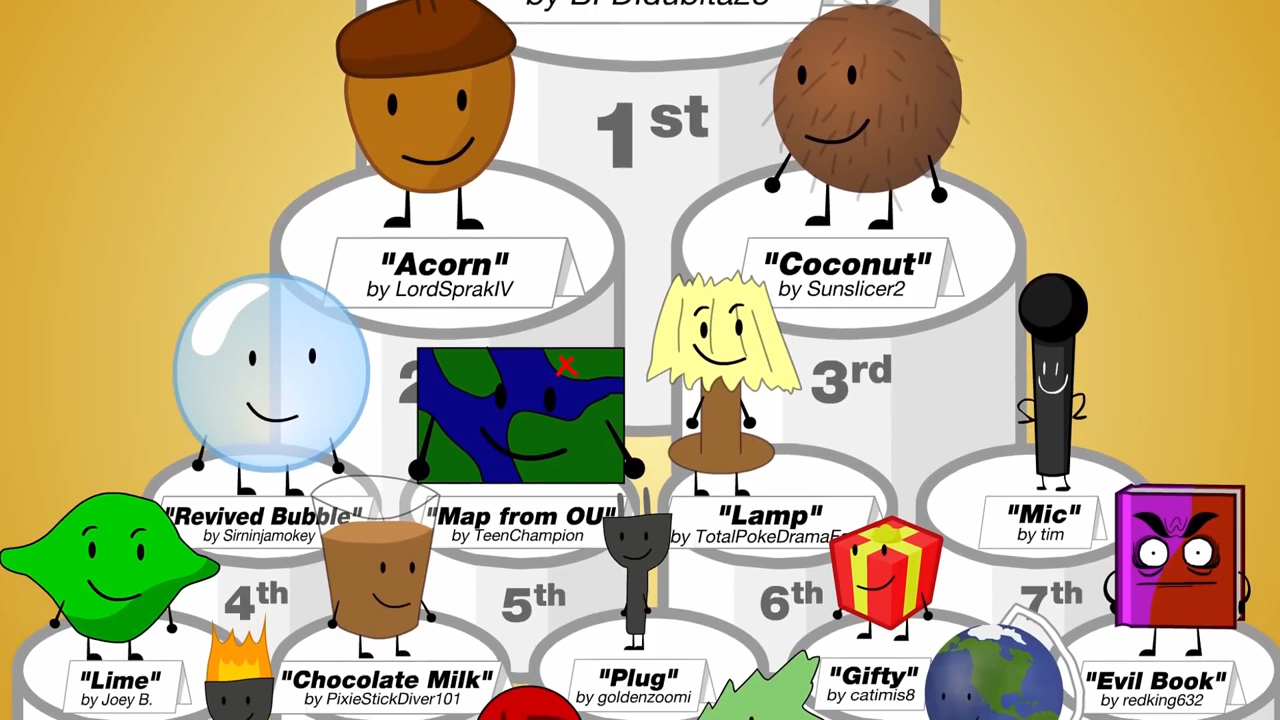 1st
"Acorn"
by LordSprakIV
"Coconut"
by Sunslicer2
3rd
"Revived Bubble"
by Sirninjamokey
"Map from OU"
by TeenChampion
"Lamp"
by
"Mic"
by tim
4th
5th
6th
7th
"Lime"
by Joey B.
"Chocolate Milk"
by PixieStickDiver101
"Plug"
by goldenzoomi
"Gifty"
by catimis8
"Evil Book"
by redking632